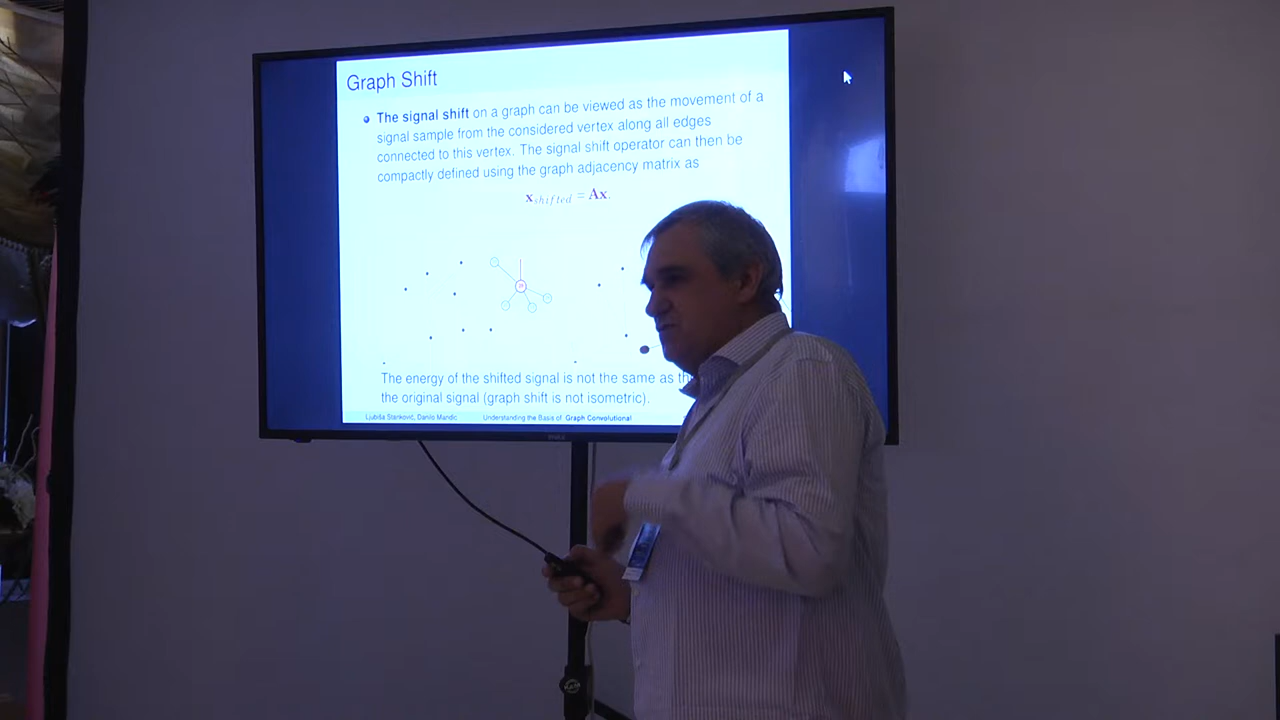 Graph Shift
The signal shift on a graph can be viewed as the movement of a
signal sample from the considered vertex along all edges
connected to this vertex. The signal shift operator can then be
compactly defined using the graph adjacency matrix as
x shifted = Ax.
The energy of the shifted signal is not the same as th
the original signal (graph shift is not isometric).
Ljubiša Stanković, Danilo Mandic Understanding the Basis of Graph Convolutional